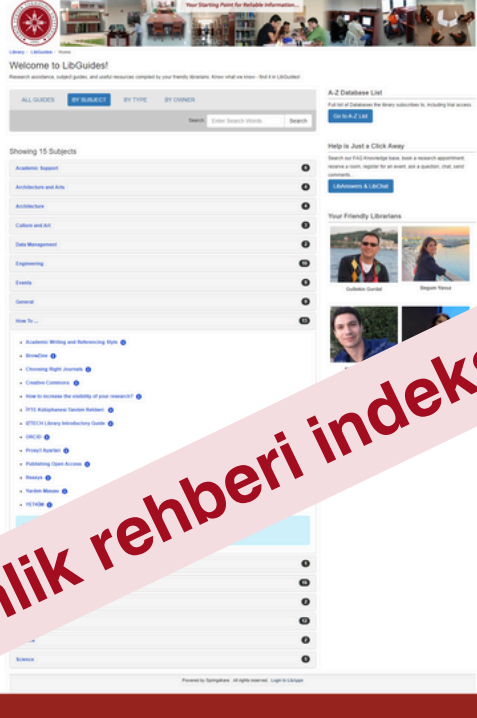 Your Starting Point for Reliable Information...
Library LibGuides Home
Welcome to LibGuides!
Research assistance, subject guides, and useful resources compiled by your friendly librarians. Know what we know - find it in LibGuides!
ALL GUIDES BY SUBJECT BY TYPE BY OWNER
Search Enter Search Words Search
Showing 15 Subjects
Academic Support
Architecture and Arts
Architecture
Culture and Art
Data Management
Engineering 10
Events
General
How To ... 13
Academic Writing and Referencing Style
BrowZine
Choosing Right Journals
Creative Commons
How to increase the visibility of your research?
İYTE Kütüphanesi Tanıtım Rehberi
IZTECH Library Introductory Guide
ORCID
Proxy3 Ayarları
Publishing Open Access
Yardım Masası
YETKİM
Science
A-Z Database List
Full list of Databases the library subscribes to, including trial access.
Go to A-Z List
Help is Just a Click Away
Search our FAQ Knowledge base, book a research appointment,
reserve a room, register for an event, ask a question, chat, send
comments...
LibAnswers & LibChat
Your Friendly Librarians
Gultekin Gurdal
Begum Yavuz
lik rehberi indeks
Powered by Springshare. All rights reserved. Login to LibApps